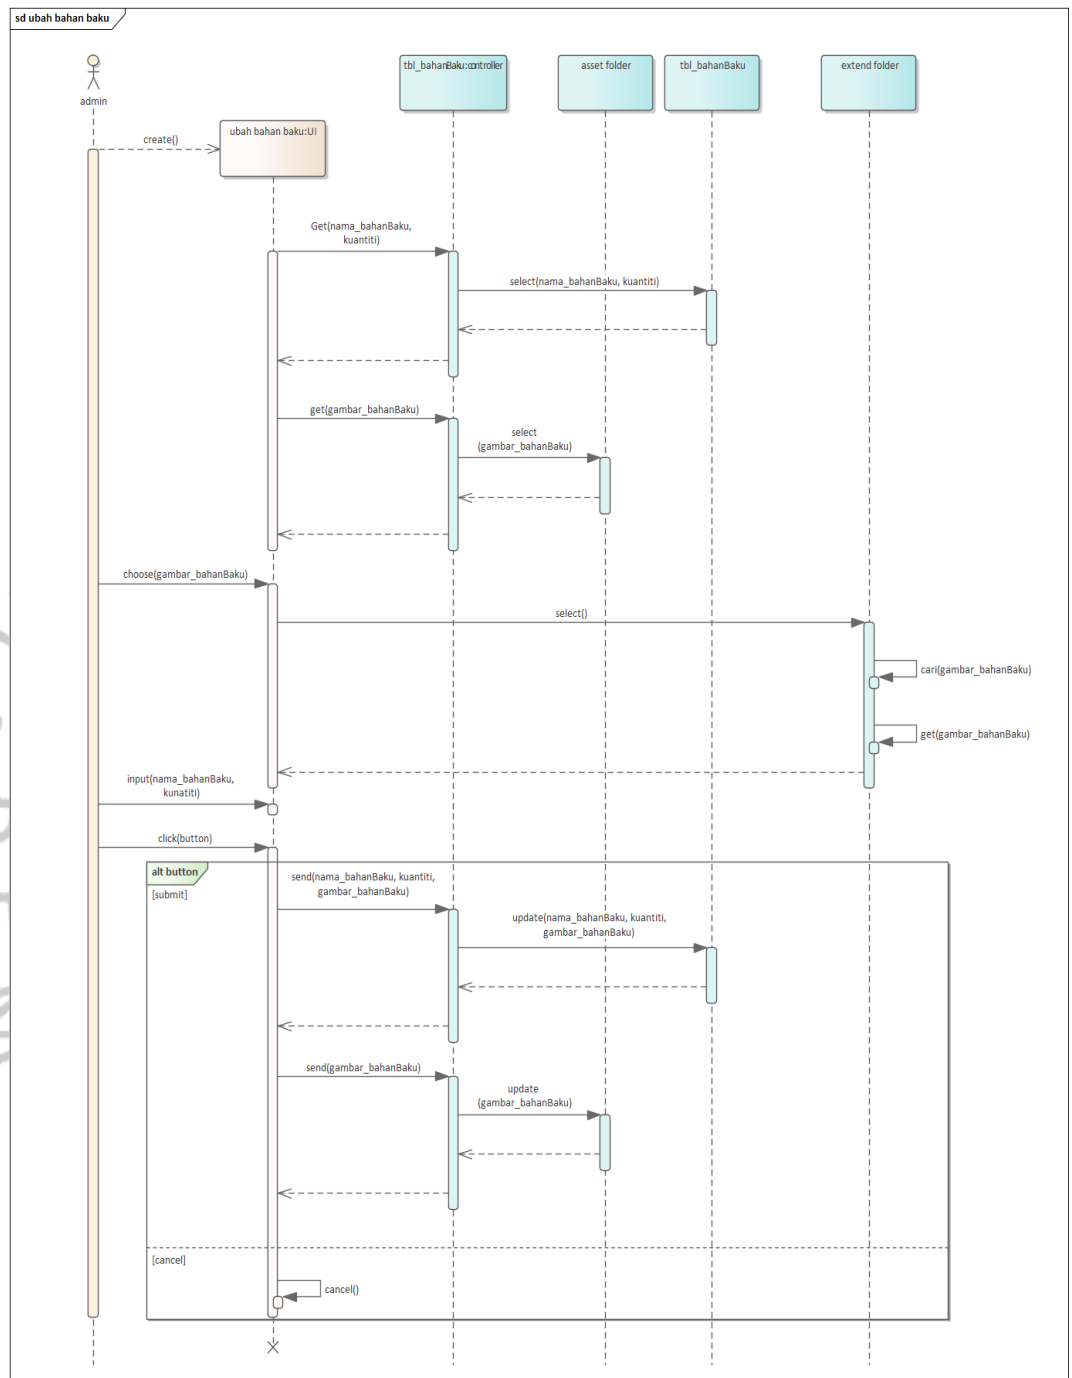 sd ubah bahan baku
admin
tbl_bahanBaku:controller
asset folder
tbl_bahanBaku
extend folder
ubah bahan baku:UI
create()
Get(nama_bahanBaku,
kuantiti)
select(nama_bahanBaku, kuantiti)
get(gambar_bahanBaku)
select
(gambar_bahanBaku)
choose(gambar_bahanBaku)
select()
cari(gambar_bahanBaku)
get(gambar_bahanBaku)
input(nama_bahanBaku,
kunatiti)
click(button)
alt button
[submit]
send(nama_bahanBaku, kuantiti,
gambar_bahanBaku)
update(nama_bahanBaku, kuantiti,
gambar_bahanBaku)
send(gambar_bahanBaku)
update
(gambar_bahanBaku)
[cancel]
cancel()